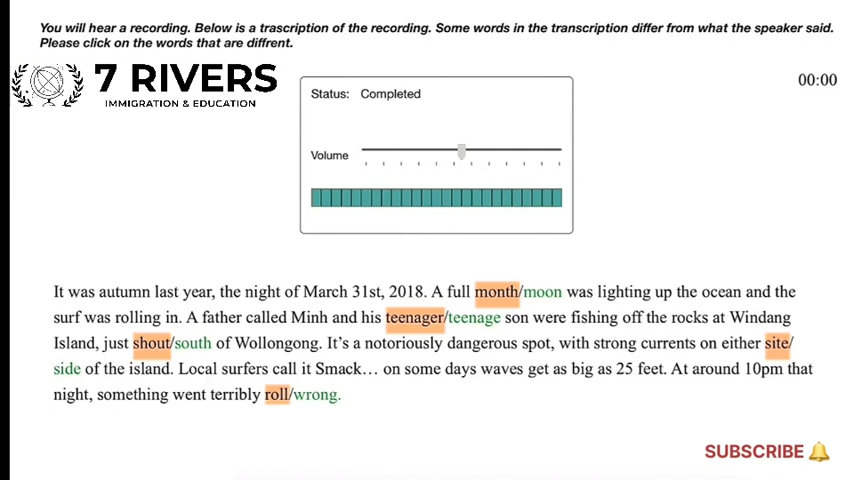 You will hear a recording. Below is a trascription of the recording. Some words in the transcription differ from what the speaker said.
Please click on the words that are diffrent.
7 RIVERS
IMMIGRATION & EDUCATION
00:00
Status: Completed
Volume
It was autumn last year, the night of March 31st, 2018. A full month/moon was lighting up the ocean and the
surf was rolling in. A father called Minh and his teenager/teenage son were fishing off the rocks at Windang
Island, just shout/south of Wollongong. It's a notoriously dangerous spot, with strong currents on either site/
side of the island. Local surfers call it Smack… on some days waves get as big as 25 feet. At around 10pm that
night, something went terribly roll/wrong.
SUBSCRIBE